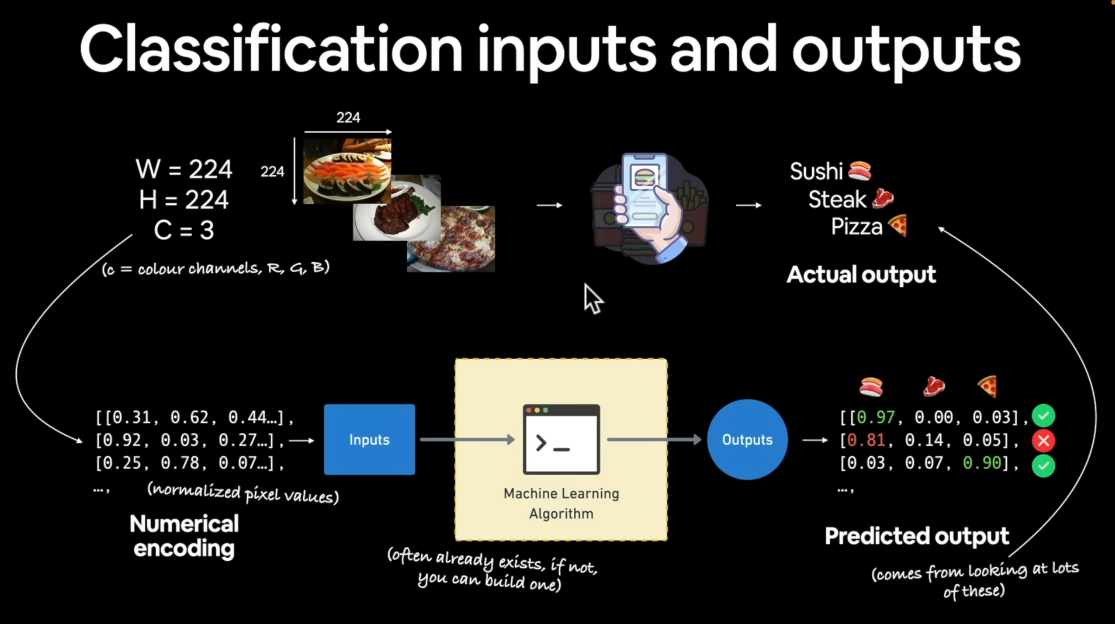 Classification inputs and outputs
224
224
W = 224
H = 224
C = 3
(c = colour channels, R, G, B)
Sushi 🍣
Steak 🥩
Pizza 🍕
Actual output
[[0.31, 0.62, 0.44…],
[0.92, 0.03, 0.27…],
[0.25, 0.78, 0.07…],
…,
(normalized pixel values)
Numerical
encoding
Inputs
Machine Learning
Algorithm
(often already exists, if not,
you can build one)
Outputs
🍣 🥩 🍕
[[0.97, 0.00, 0.03],
[0.81, 0.14, 0.05],
[0.03, 0.07, 0.90],
…,
Predicted output
(comes from looking at lots
of these)